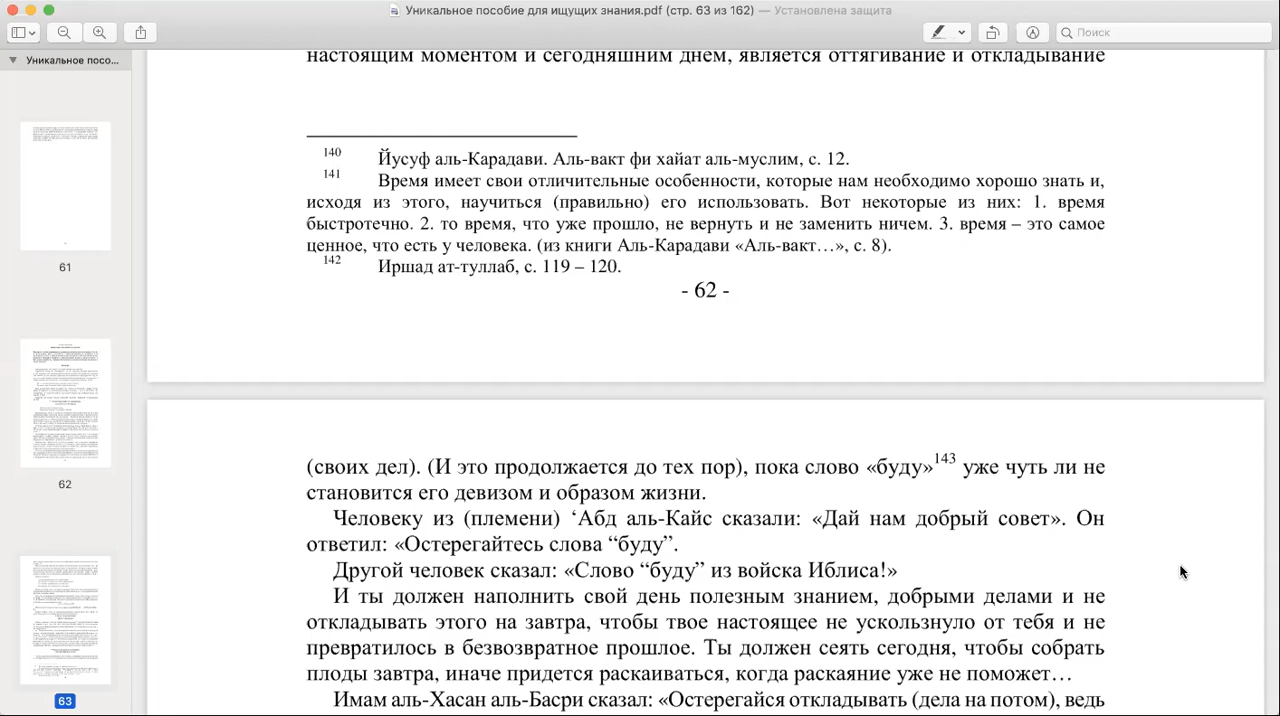 Уникальное пособие для ищущих знания.pdf (стр. 63 из 162) — Установлена защита
Поиск
Уникальное посо...
61
62
63
настоящим моментом и сегодняшним днем, является оттягивание и откладывание
140 Йусуф аль-Карадави. Аль-вакт фи хайат аль-муслим, с. 12.
141 Время имеет свои отличительные особенности, которые нам необходимо хорошо знать и,
исходя из этого, научиться (правильно) его использовать. Вот некоторые из них: 1. время
быстротечно. 2. то время, что уже прошло, не вернуть и не заменить ничем. 3. время – это самое
ценное, что есть у человека. (из книги Аль-Карадави «Аль-вакт…», с. 8).
142 Иршад ат-туллаб, с. 119 – 120.
- 62 -
(своих дел). (И это продолжается до тех пор), пока слово «буду»143 уже чуть ли не
становится его девизом и образом жизни.
Человеку из (племени) ‘Абд аль-Кайс сказали: «Дай нам добрый совет». Он
ответил: «Остерегайтесь слова “буду”.
Другой человек сказал: «Слово “буду” из войска Иблиса!»
И ты должен наполнить свой день полезным знанием, добрыми делами и не
откладывать этого на завтра, чтобы твое настоящее не ускользнуло от тебя и не
превратилось в безвозвратное прошлое. Ты должен сеять сегодня, чтобы собрать
плоды завтра, иначе придется раскаиваться, когда раскаяние уже не поможет…
Имам аль-Хасан аль-Басри сказал: «Остерегайся откладывать (дела на потом), ведь